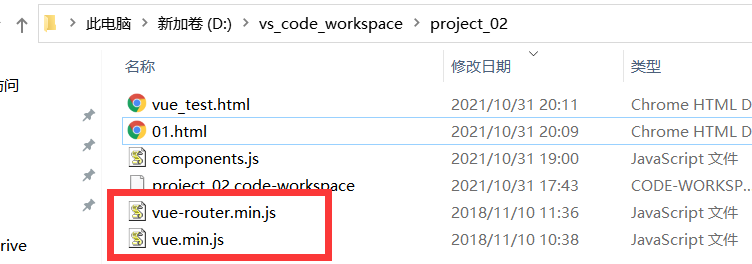 此电脑 > 新加卷 (D:) > vs_code_workspace > project_02
名称 修改日期 类型
访问
vue_test.html 2021/10/31 20:11 Chrome HTML D
01.html 2021/10/31 20:09 Chrome HTML D
components.js 2021/10/31 19:00 JavaScript 文件
project_02.code-workspace 2021/10/31 17:43 CODE-WORKSP...
vue-router.min.js 2018/11/10 11:36 JavaScript 文件
vue.min.js 2018/11/10 10:38 JavaScript 文件
rive